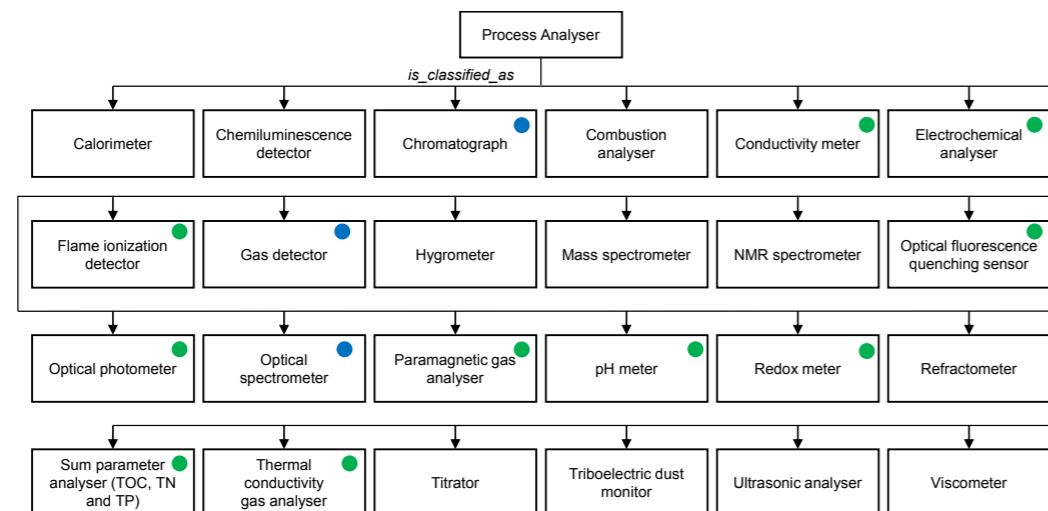 Process Analyser
is_classified_as
Calorimeter
Chemiluminescence
detector
Chromatograph
Combustion
analyser
Conductivity meter
Electrochemical
analyser
Flame ionization
detector
Gas detector
Hygrometer
Mass spectrometer
NMR spectrometer
Optical fluorescence
quenching sensor
Optical photometer
Optical
spectrometer
Paramagnetic gas
analyser
pH meter
Redox meter
Refractometer
Sum parameter
analyser (TOC, TN
and TP)
Thermal
conductivity
gas analyser
Titrator
Triboelectric dust
monitor
Ultrasonic analyser
Viscometer